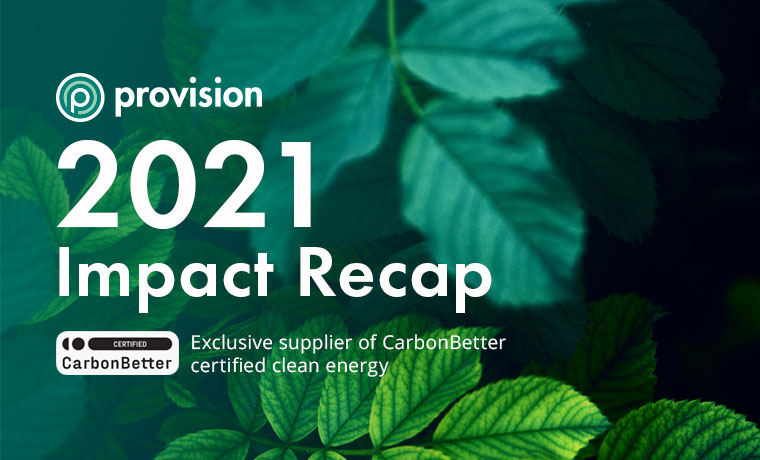 provision
2021
Impact Recap
CERTIFIED
CarbonBetter
Exclusive supplier of CarbonBetter
certified clean energy